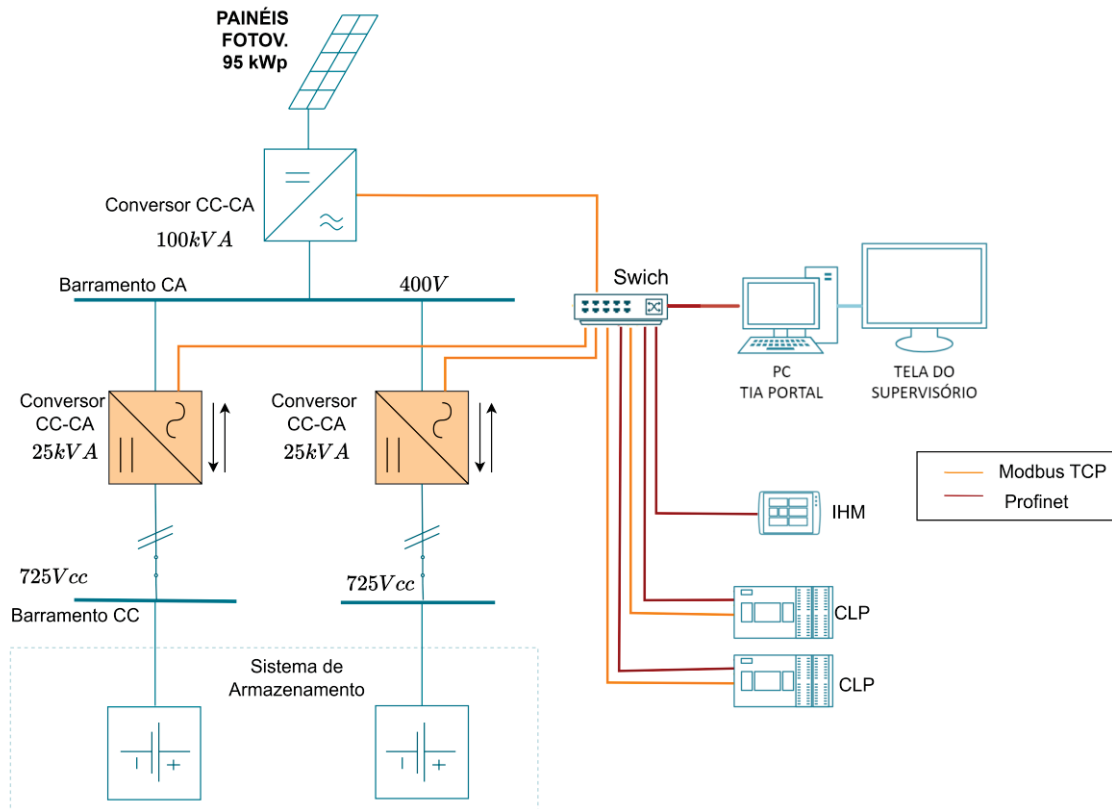 PAINÉIS
FOTOV.
95 kWp
Conversor CC-CA
100kVA
Barramento CA
400V
Swich
PC
TIA PORTAL
TELA DO
SUPERVISÓRIO
Conversor
CC-CA
25kVA
Conversor
CC-CA
25kVA
Modbus TCP
Profinet
IHM
725Vcc
Barramento CC
725Vcc
CLP
CLP
Sistema de
Armazenamento